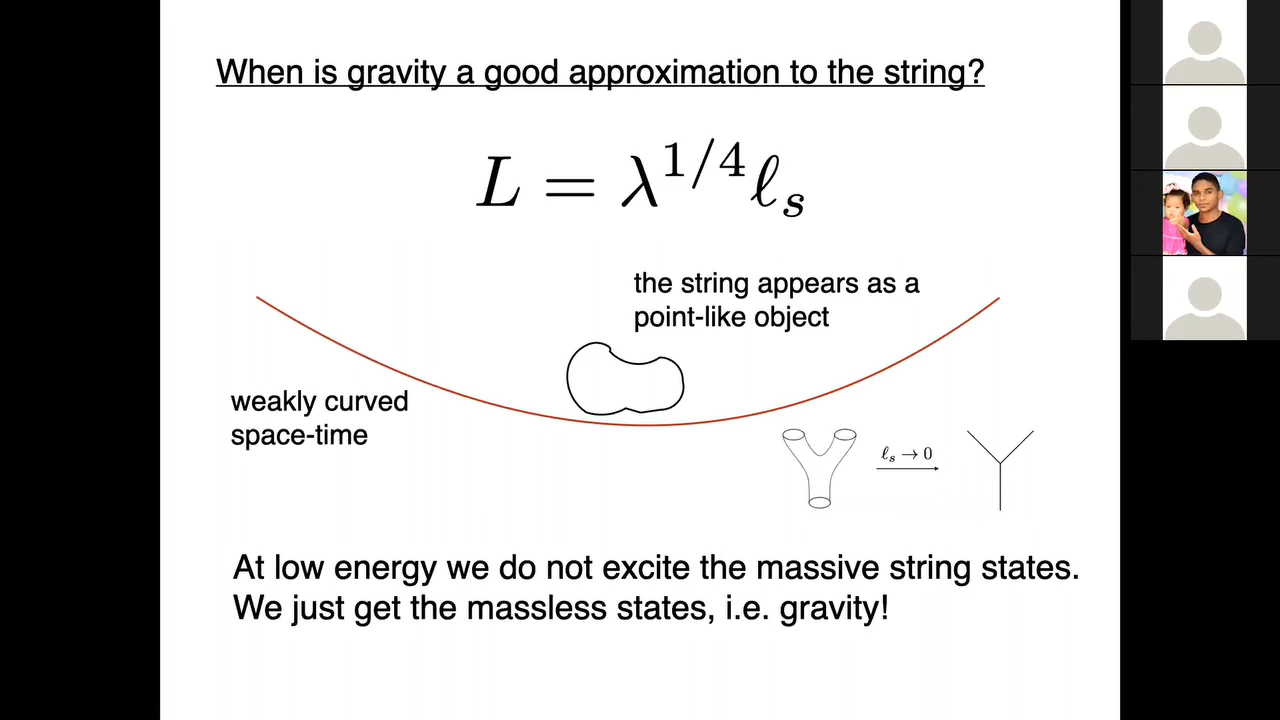 When is gravity a good approximation to the string?
L = λ^{1/4} ℓ_s
the string appears as a
point-like object
weakly curved
space-time
ℓ_s → 0
At low energy we do not excite the massive string states.
We just get the massless states, i.e. gravity!